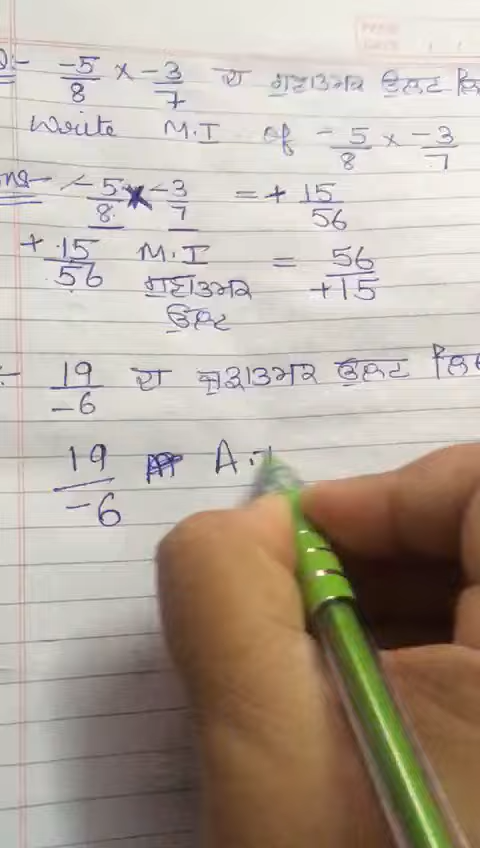 :- -5/8 × -3/7 ਦਾ ਗੁਣਾਤਮਕ ਉਲਟ
Write M.I of -5/8 × -3/7
Ans- -5/8 × -3/7 = + 15/56
+ 15/56 M.I = 56/+15
ਗੁਣਾਤਮਕ
ਉਲਟ
:- 19/-6 ਦਾ ਜੋੜਾਤਮਕ ਉਲਟ
19/-6 A.